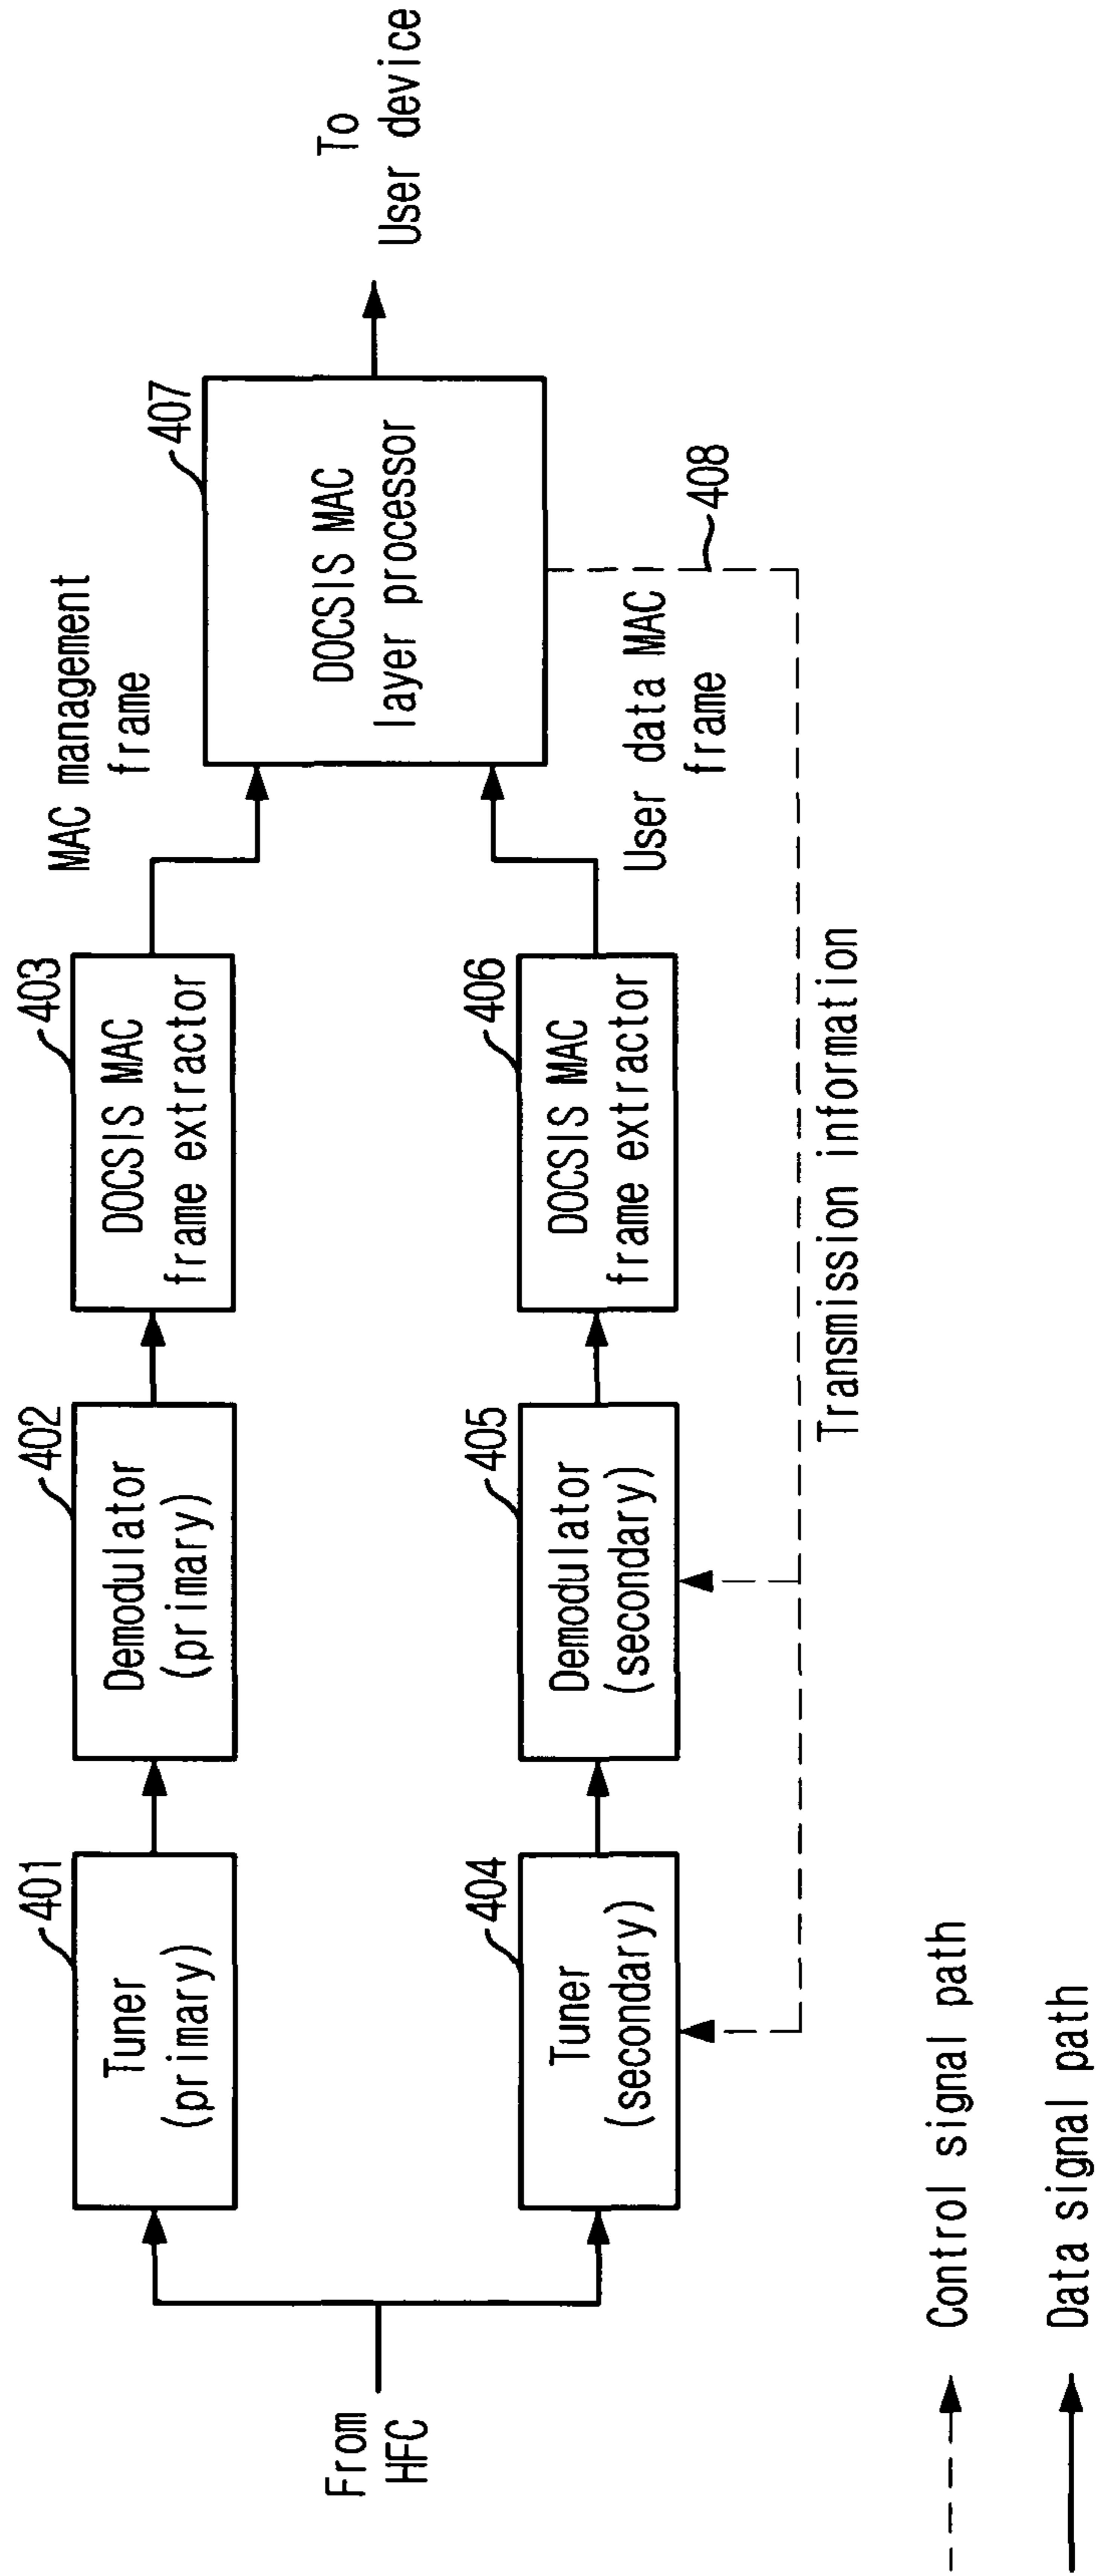 From
HFC
401
Tuner
(primary)
402
Demodulator
(primary)
403
DOCSIS MAC
frame extractor
MAC management
frame
404
Tuner
(secondary)
405
Demodulator
(secondary)
406
DOCSIS MAC
frame extractor
User data MAC
frame
407
DOCSIS MAC
layer processor
To
User device
408
Transmission information
Control signal path
Data signal path